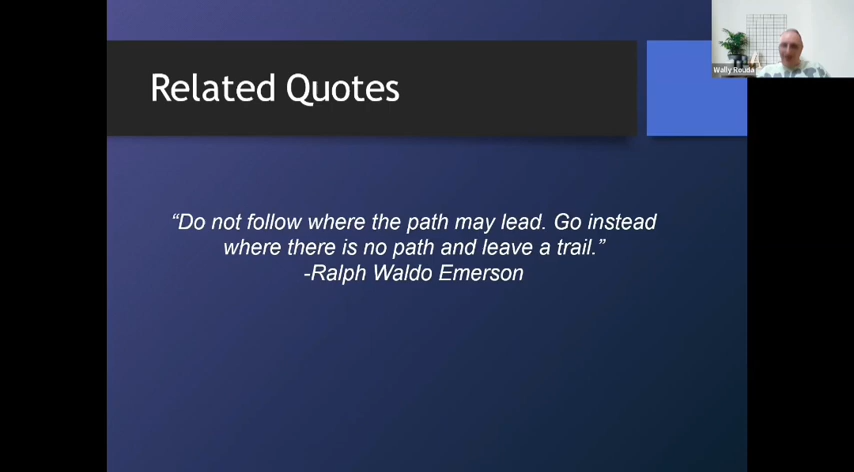 Related Quotes
Wally Rouda
“Do not follow where the path may lead. Go instead
where there is no path and leave a trail.”
-Ralph Waldo Emerson